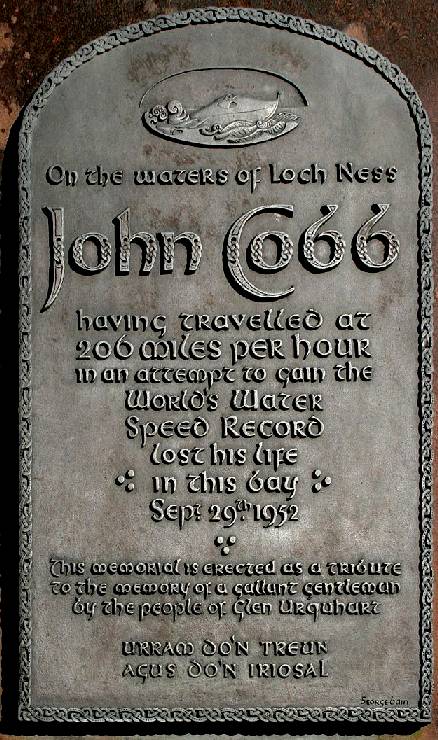 On the waters of Loch Ness
John Cobb
having travelled at
206 miles per hour
in an attempt to gain the
World's Water
Speed Record
lost his life
in this bay
Sept 29th 1952
This memorial is erected as a tribute
to the memory of a gallant gentleman
by the people of Glen Urquhart
URRAM DO'N TREUN
AGUS DO'N IRIOSAL
George Bain